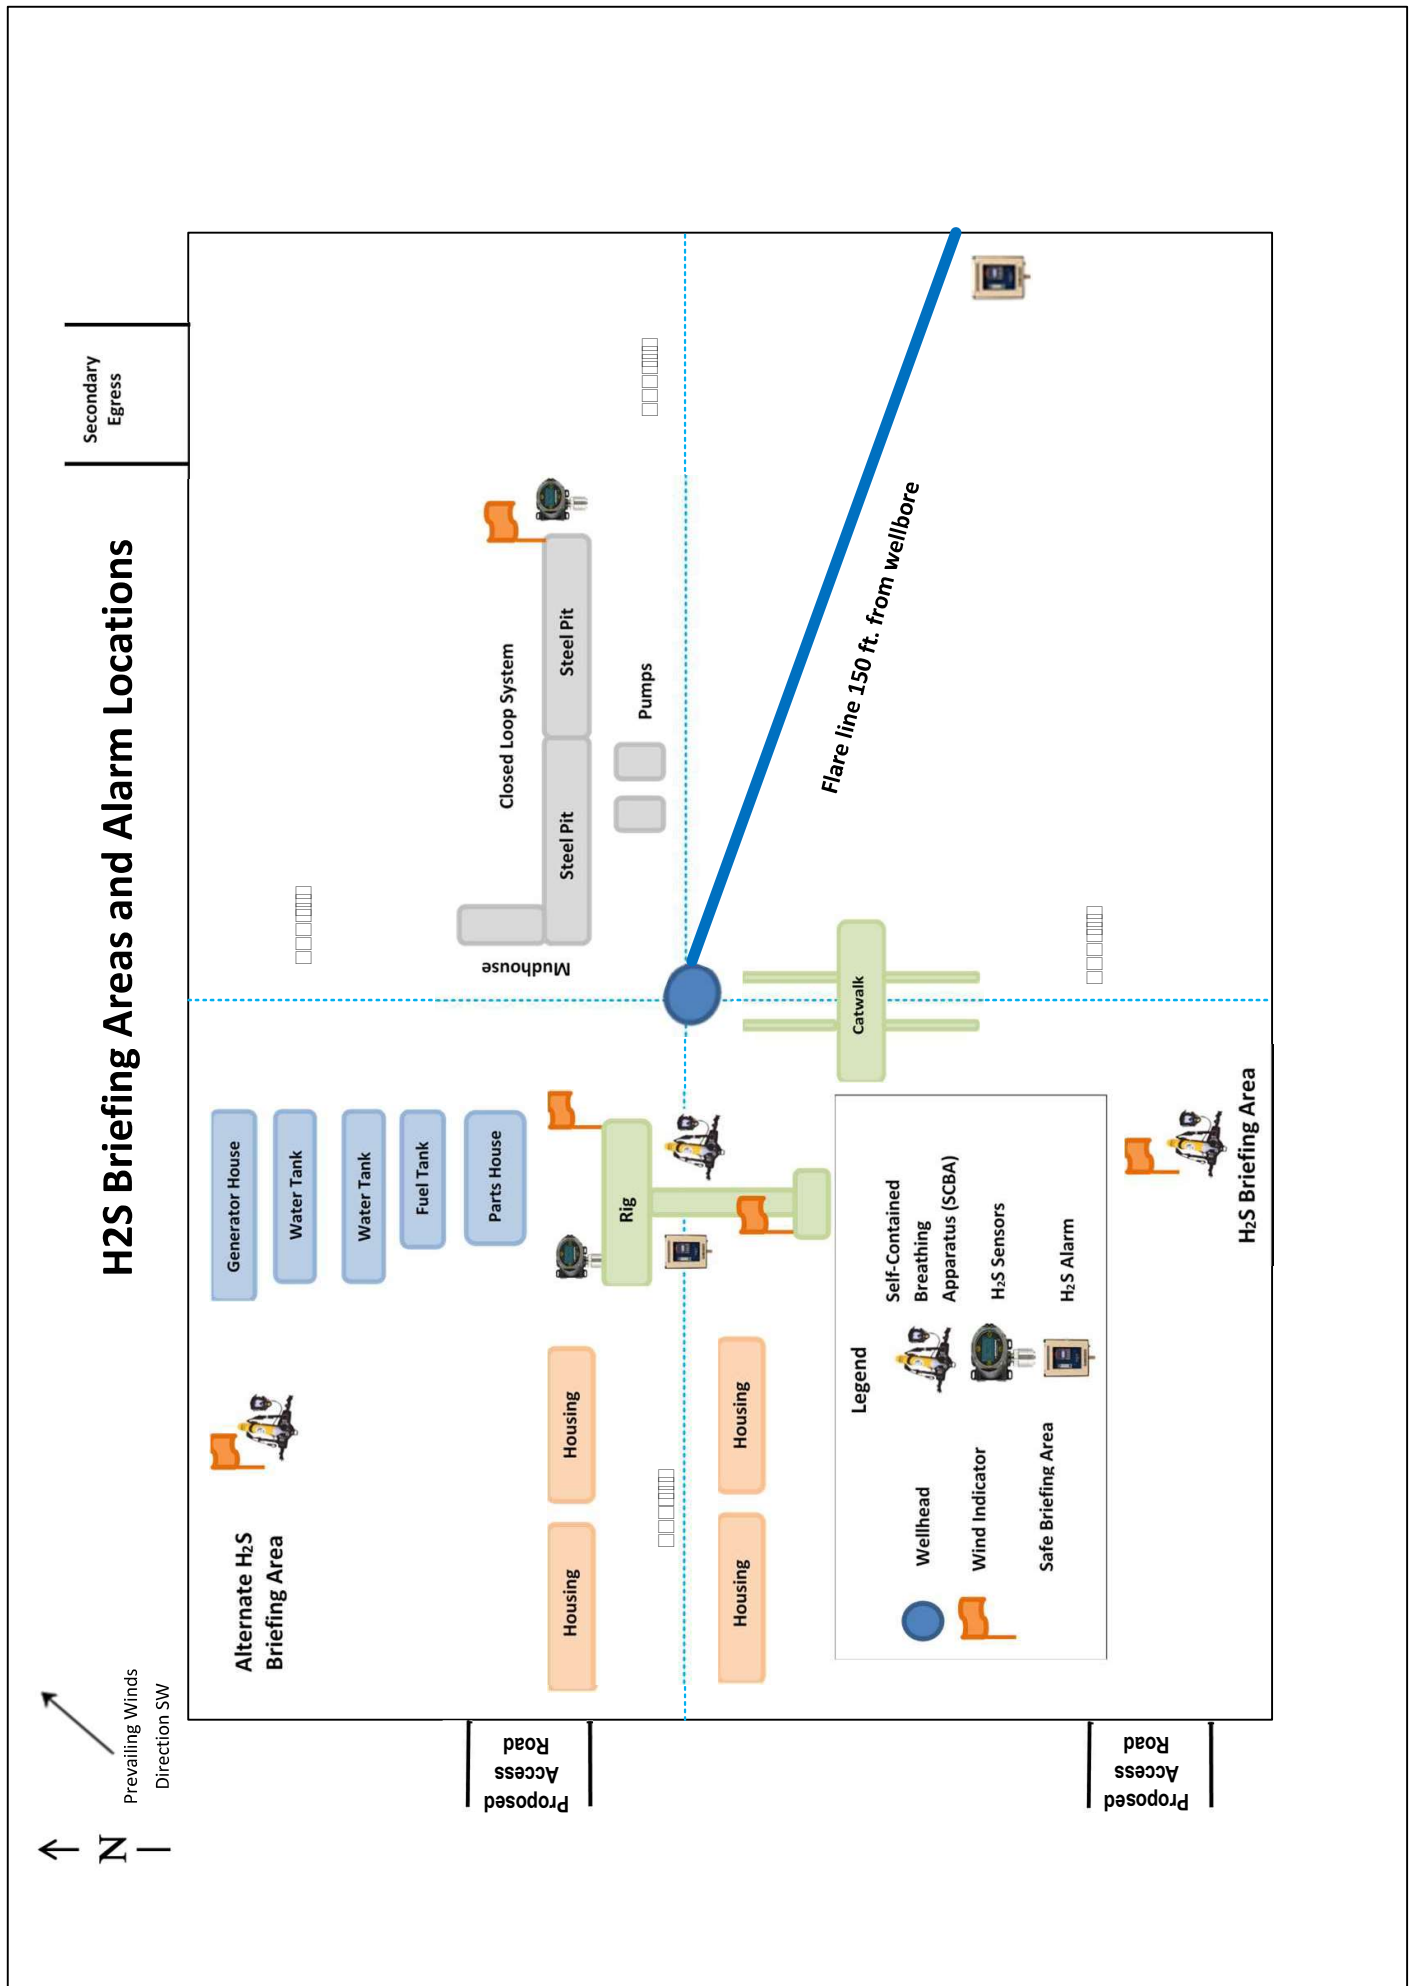 H2S Briefing Areas and Alarm Locations
N
Prevailing Winds
Direction SW
Secondary
Egress
Alternate H₂S
Briefing Area
Generator House
Water Tank
Water Tank
Fuel Tank
Parts House
Mudhouse
Closed Loop System
Steel Pit
Steel Pit
Pumps
Proposed
Access
Road
Housing
Housing
Rig
Housing
Housing
Catwalk
Flare line 150 ft. from wellbore
Legend
Wellhead
Wind Indicator
Safe Briefing Area
Self-Contained
Breathing
Apparatus (SCBA)
H₂S Sensors
H₂S Alarm
Proposed
Access
Road
H₂S Briefing Area